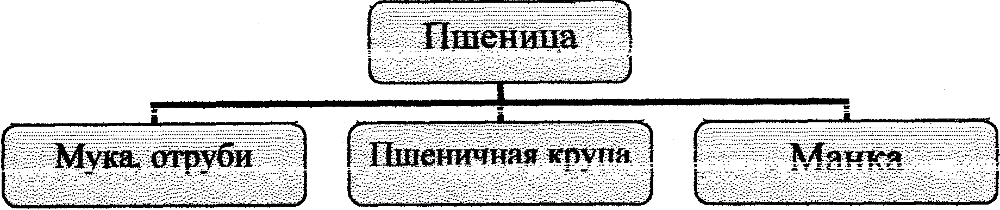 Пшеница
Мука, отруби
Пшеничная крупа
Манка